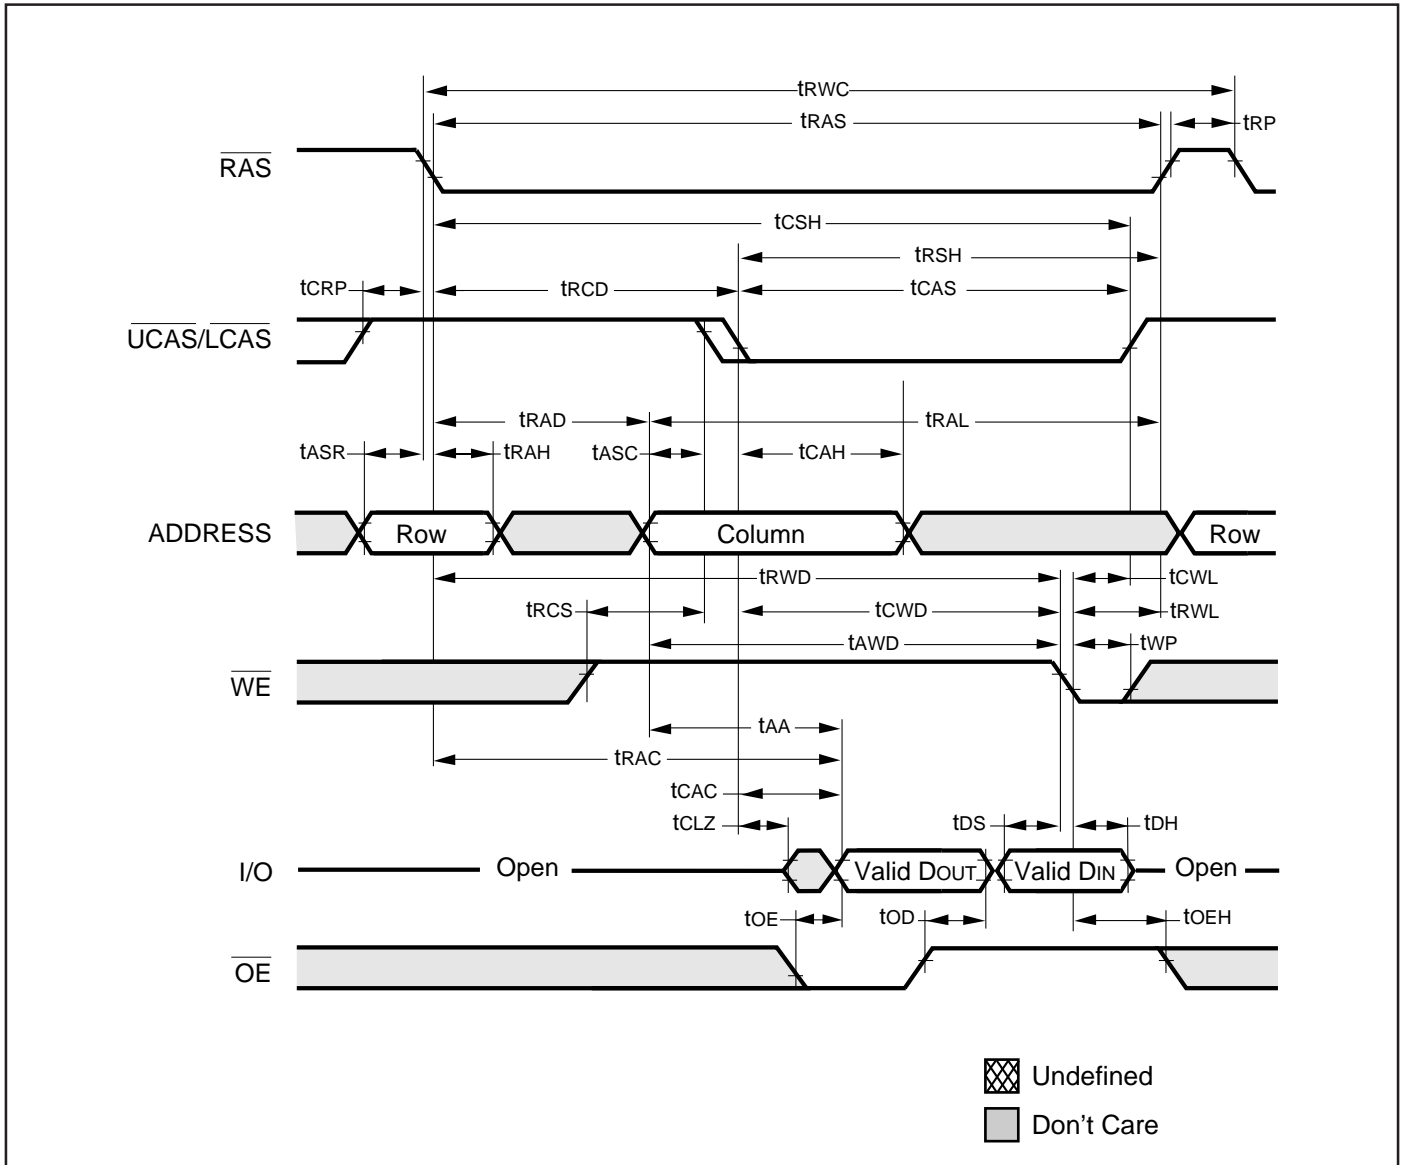 tRWC
tRAS
tRP
RAS
tCSH
tRSH
tCRP
tRCD
tCAS
UCAS/LCAS
tRAD
tRAL
tASR
tRAH
tASC
tCAH
ADDRESS
Row
Column
Row
tRWD
tCWL
tRCS
tCWD
tRWL
tAWD
tWP
WE
tAA
tRAC
tCAC
tCLZ
tDS
tDH
I/O
Open
Valid DOUT
Valid DIN
Open
tOE
tOD
tOEH
OE
Undefined
Don't Care